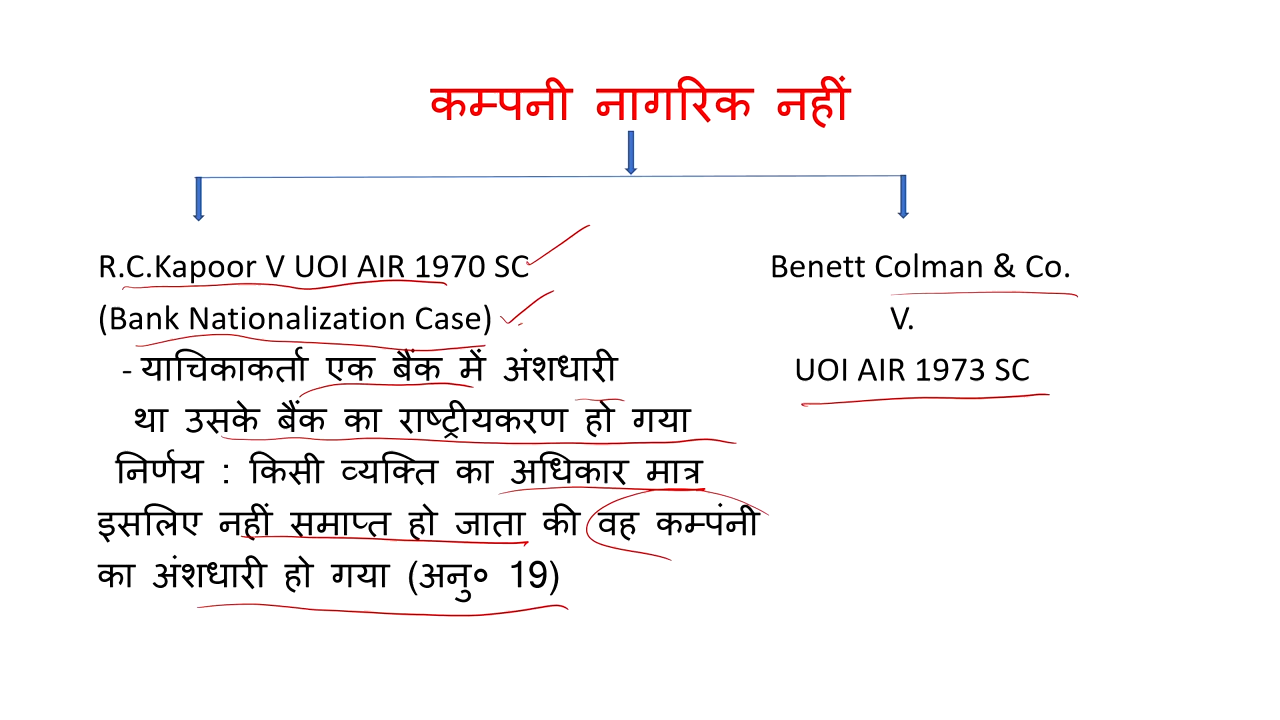 कम्पनी नागरिक नहीं
R.C.Kapoor V UOI AIR 1970 SC
(Bank Nationalization Case)
- याचिकाकर्ता एक बैंक में अंशधारी
था उसके बैंक का राष्ट्रीयकरण हो गया
निर्णय : किसी व्यक्ति का अधिकार मात्र
इसलिए नहीं समाप्त हो जाता की वह कम्पंनी
का अंशधारी हो गया (अनु० 19)
Benett Colman & Co.
V.
UOI AIR 1973 SC